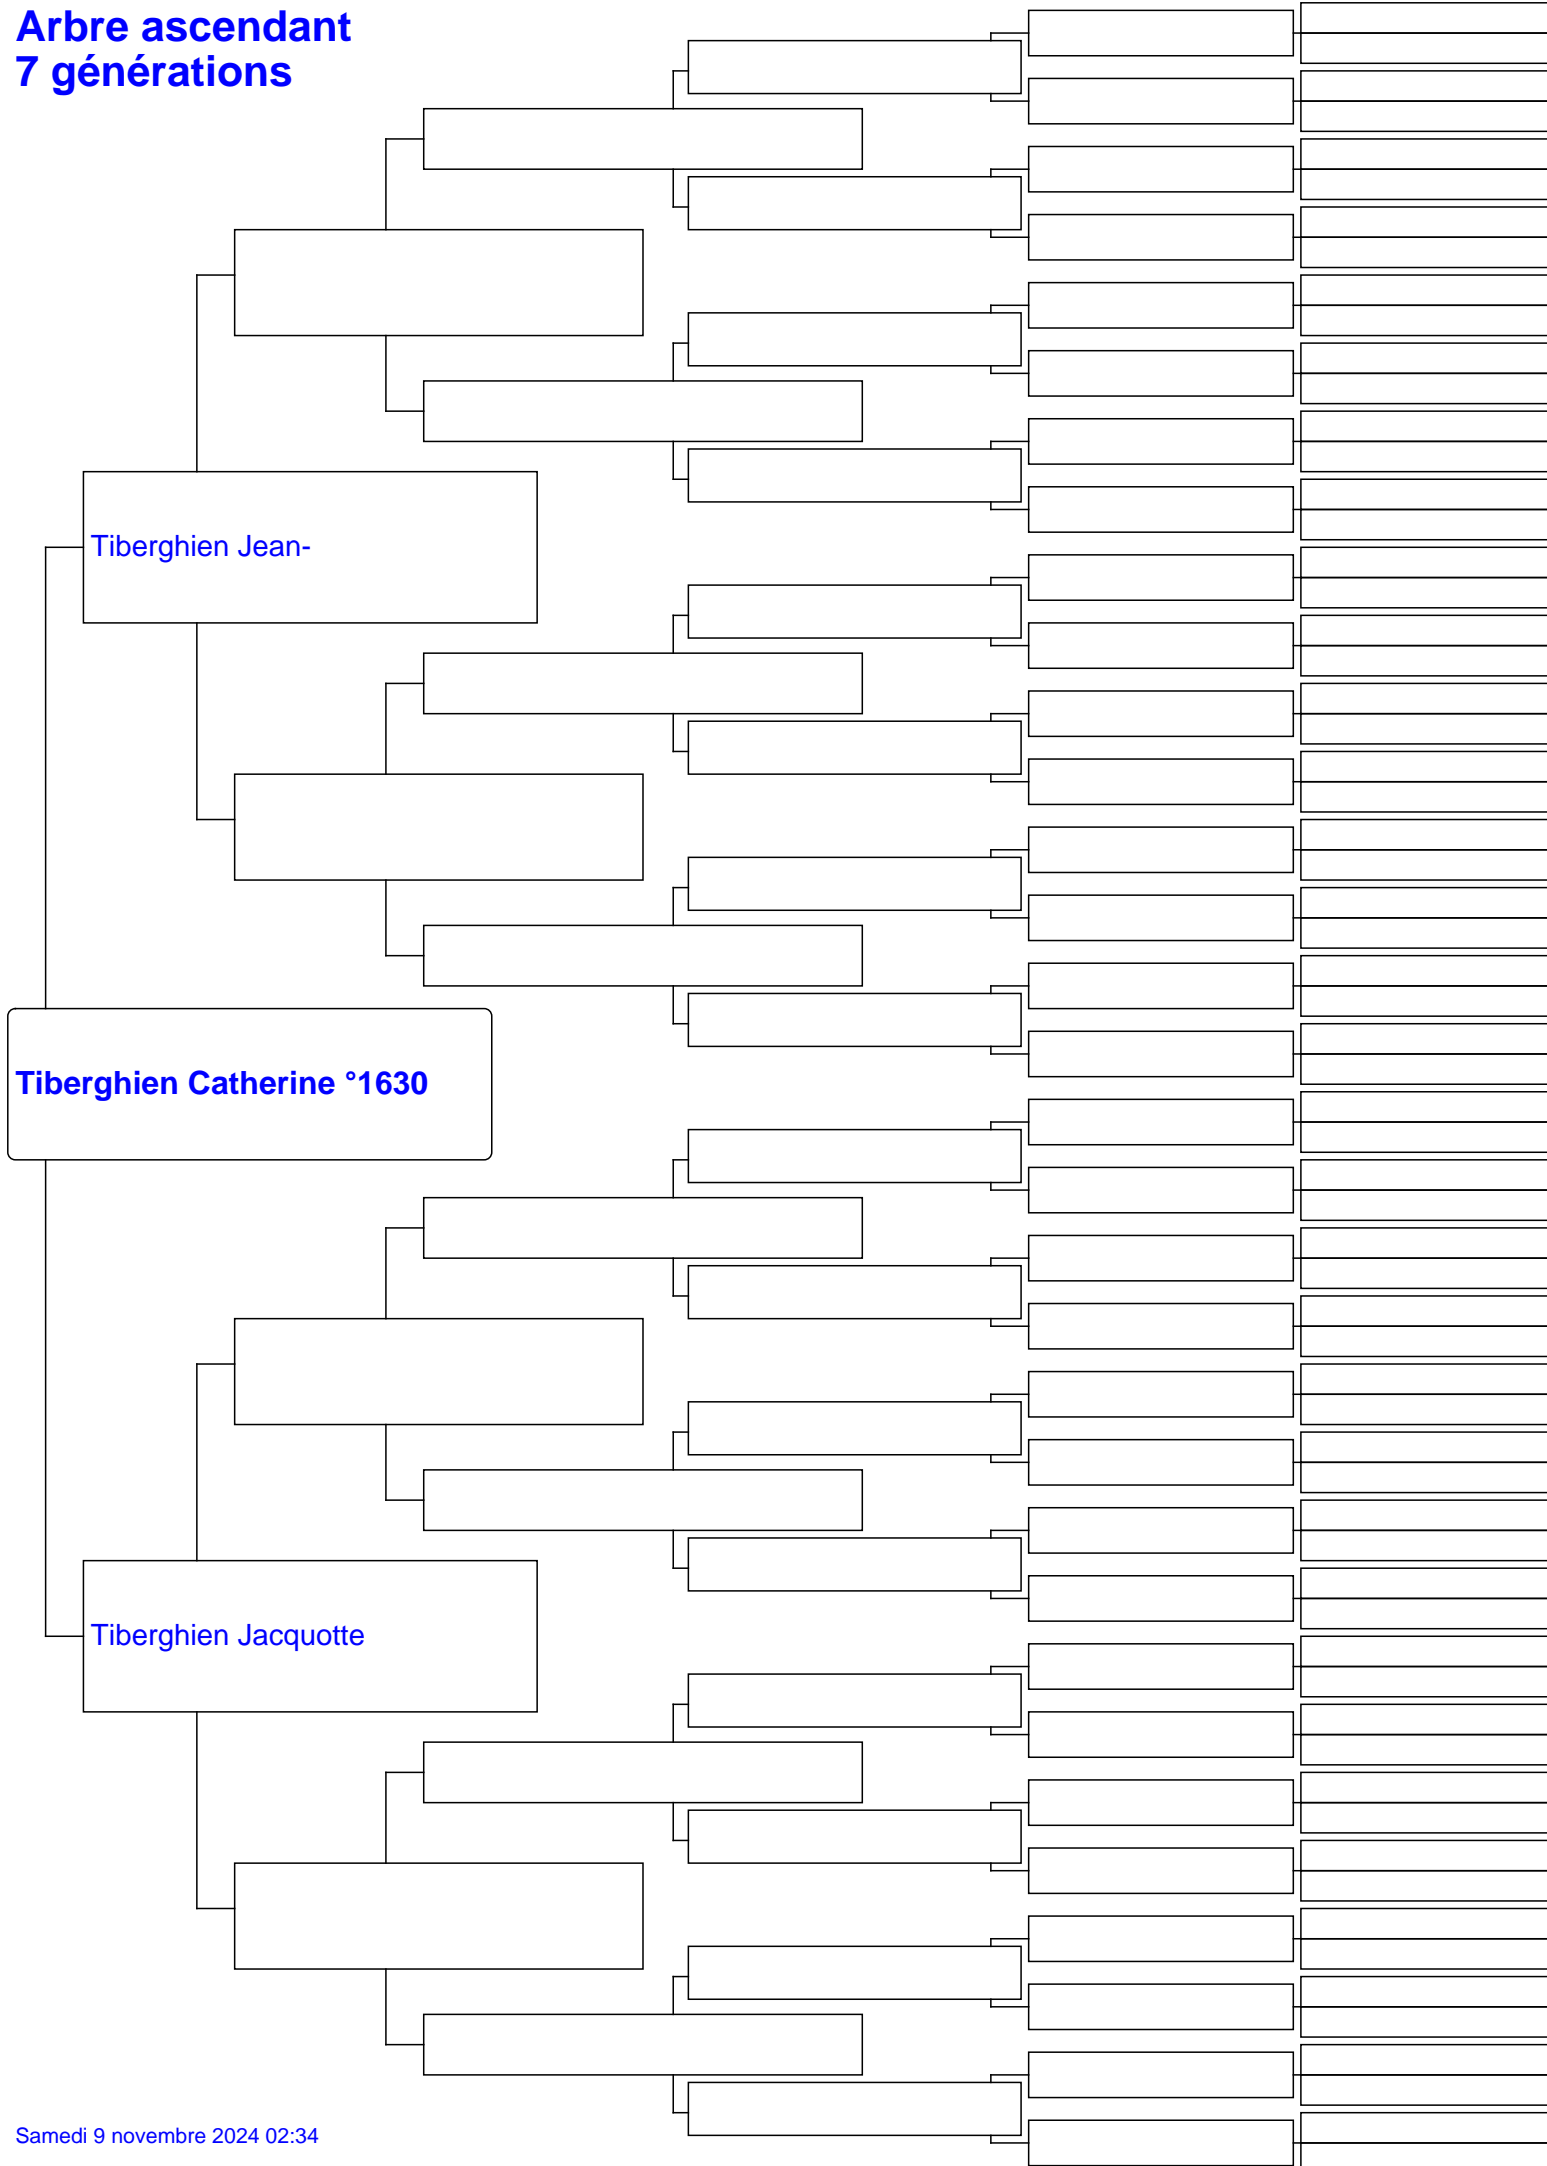 Arbre ascendant
7 générations
Tiberghien Jean-
Tiberghien Catherine °1630
Tiberghien Jacquotte
Samedi 9 novembre 2024 02:34